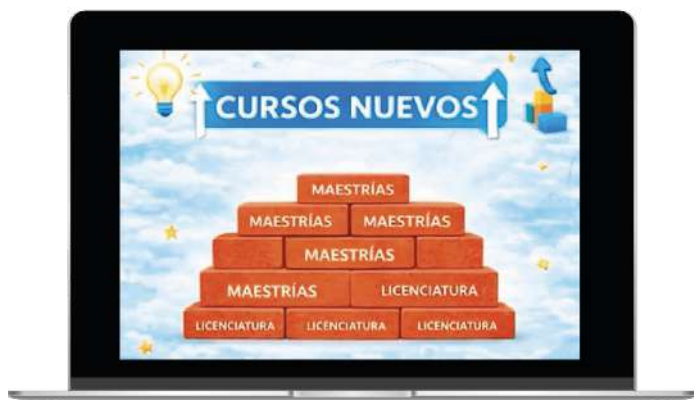 CURSOS NUEVOS
MAESTRÍAS
MAESTRÍAS MAESTRÍAS
MAESTRÍAS
MAESTRÍAS LICENCIATURA
LICENCIATURA LICENCIATURA LICENCIATURA